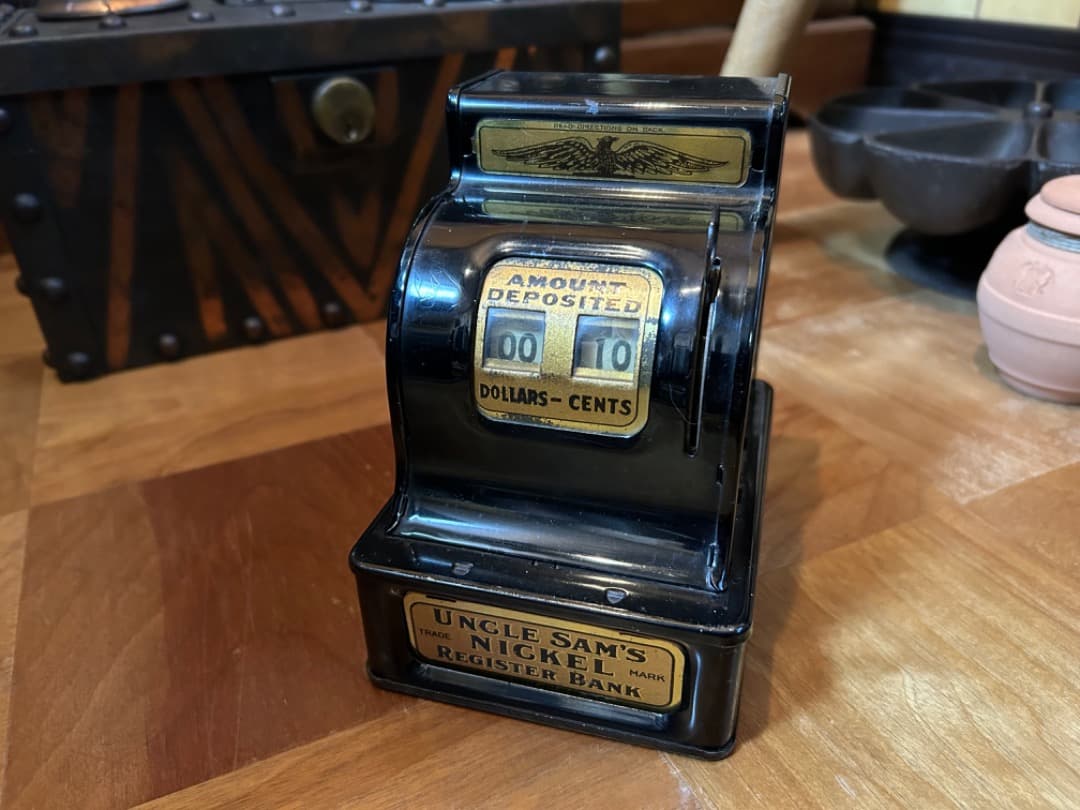 READ DIRECTIONS ON BACK
AMOUNT
DEPOSITED
00 10
DOLLARS - CENTS
UNCLE SAM'S
TRADE NICKEL MARK
REGISTER BANK